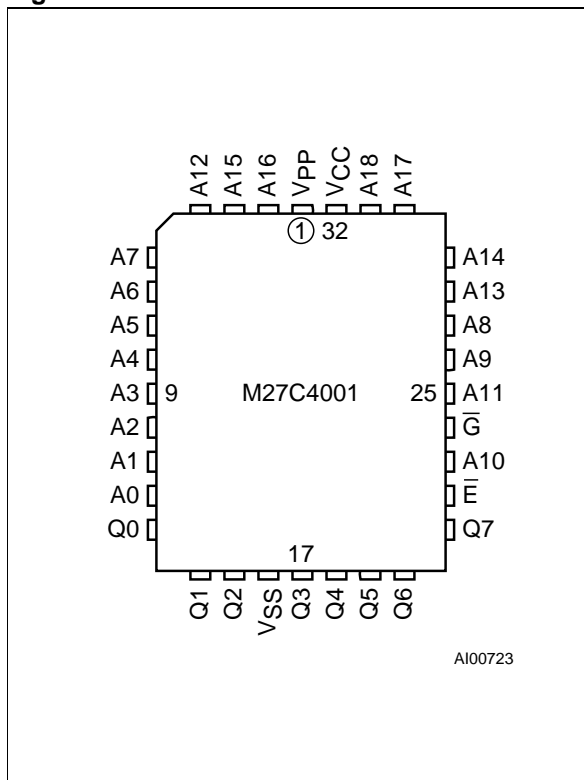 A12 A15 A16 VPP VCC A18 A17
1 32
A7 A14
A6 A13
A5 A8
A4 A9
A3 9 M27C4001 25 A11
A2 G̅
A1 A10
A0 E̅
Q0 Q7
17
Q1 Q2 VSS Q3 Q4 Q5 Q6
AI00723